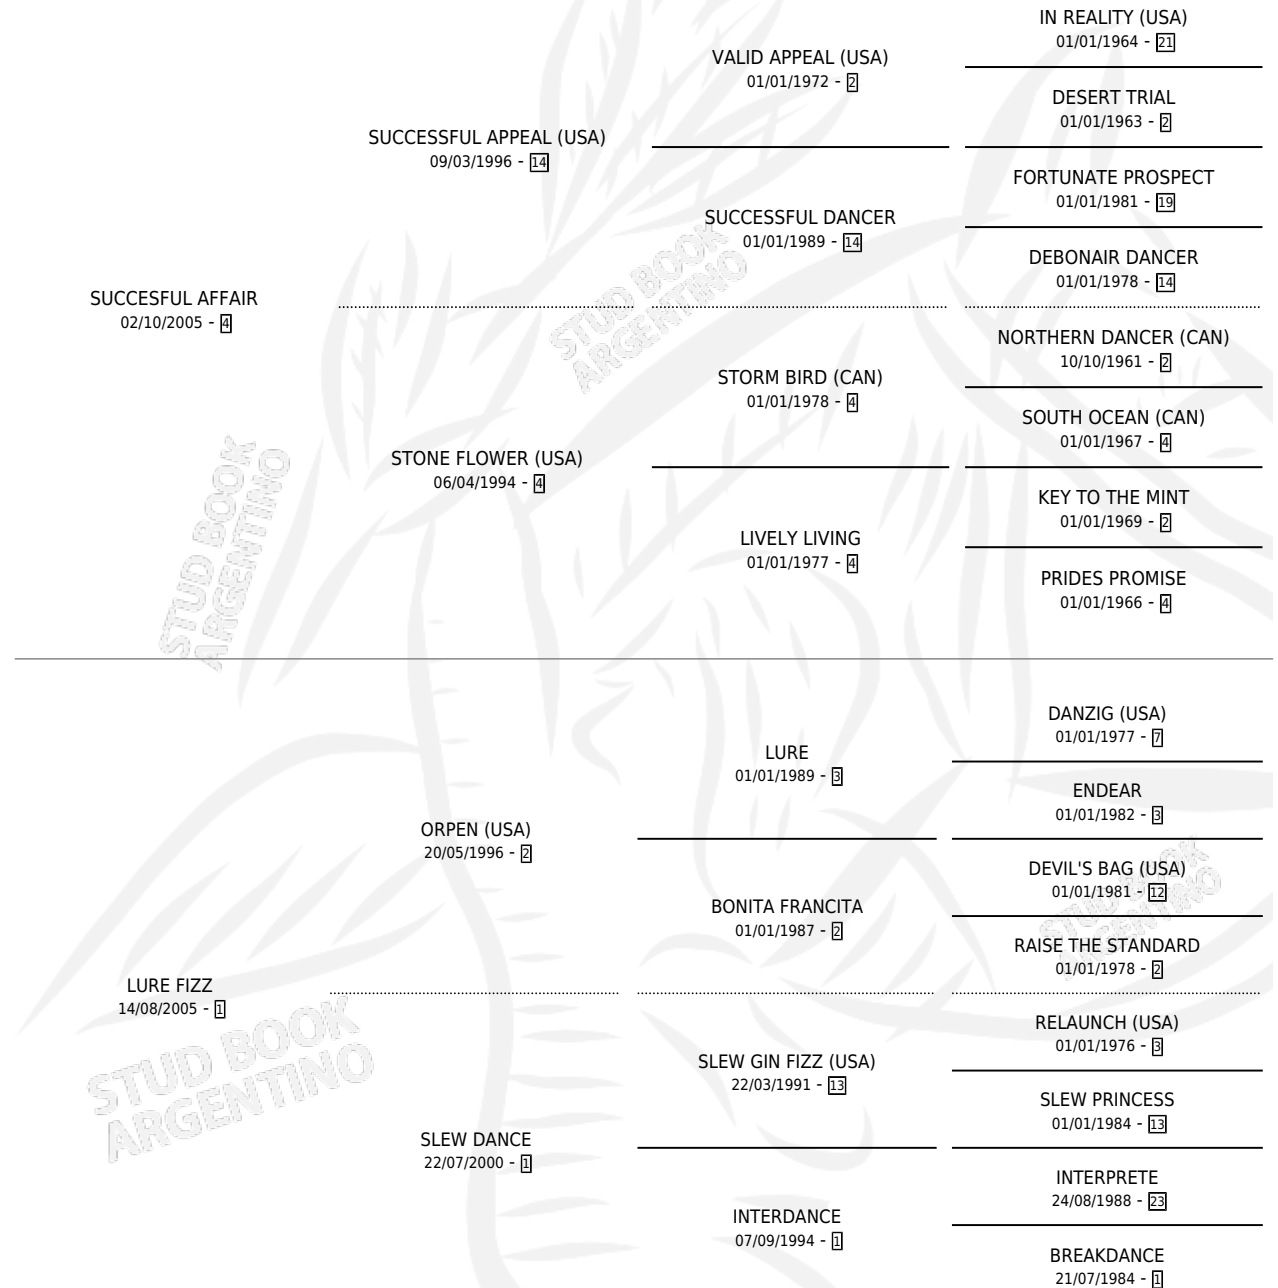 IN REALITY (USA)
01/01/1964 - 21
VALID APPEAL (USA)
01/01/1972 - 2
DESERT TRIAL
01/01/1963 - 2
SUCCESSFUL APPEAL (USA)
09/03/1996 - 14
FORTUNATE PROSPECT
01/01/1981 - 19
SUCCESSFUL DANCER
01/01/1989 - 14
DEBONAIR DANCER
01/01/1978 - 14
SUCCESFUL AFFAIR
02/10/2005 - 4
NORTHERN DANCER (CAN)
10/10/1961 - 2
STORM BIRD (CAN)
01/01/1978 - 4
SOUTH OCEAN (CAN)
01/01/1967 - 4
STONE FLOWER (USA)
06/04/1994 - 4
KEY TO THE MINT
01/01/1969 - 2
LIVELY LIVING
01/01/1977 - 4
PRIDES PROMISE
01/01/1966 - 4
STUD BOOK
ARGENTINO
STUD BOOK
ARGENTINO
DANZIG (USA)
01/01/1977 - 7
LURE
01/01/1989 - 3
ENDEAR
01/01/1982 - 3
ORPEN (USA)
20/05/1996 - 2
DEVIL'S BAG (USA)
01/01/1981 - 12
BONITA FRANCITA
01/01/1987 - 2
RAISE THE STANDARD
01/01/1978 - 2
STUD BOOK
ARGENTINO
LURE FIZZ
14/08/2005 - 1
RELAUNCH (USA)
01/01/1976 - 3
SLEW GIN FIZZ (USA)
22/03/1991 - 13
SLEW PRINCESS
01/01/1984 - 13
SLEW DANCE
22/07/2000 - 1
INTERPRETE
24/08/1988 - 23
INTERDANCE
07/09/1994 - 1
BREAKDANCE
21/07/1984 - 1
STUD BOOK
ARGENTINO